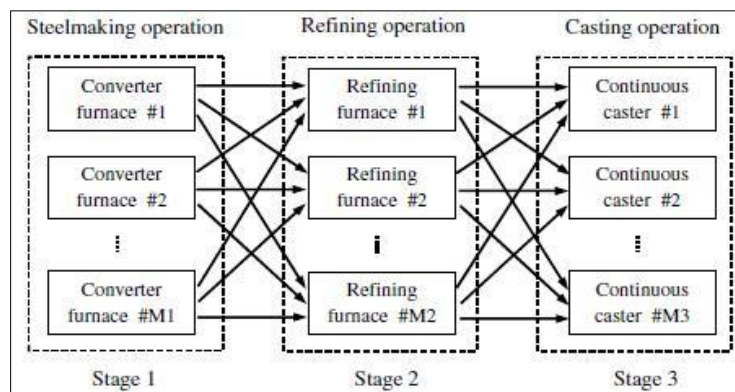 Steelmaking operation
Refining operation
Casting operation
Converter
furnace #1
Refining
furnace #1
Continuous
caster #1
Converter
furnace #2
Refining
furnace #2
Continuous
caster #2
Converter
furnace #M1
Refining
furnace #M2
Continuous
caster #M3
Stage 1
Stage 2
Stage 3